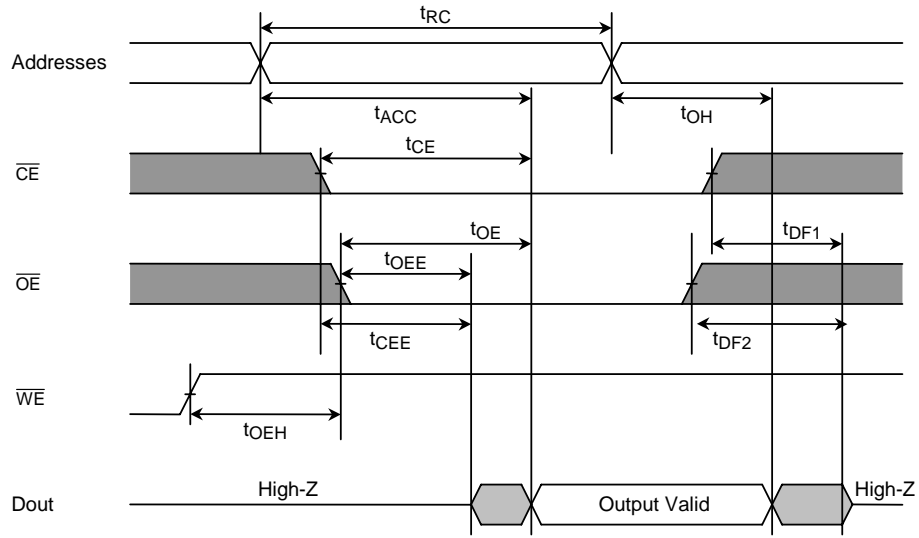 tRC
Addresses
tACC
tOH
tCE
CE
tOE
tDF1
tOEE
OE
tCEE
tDF2
WE
tOEH
High-Z
High-Z
Dout
Output Valid